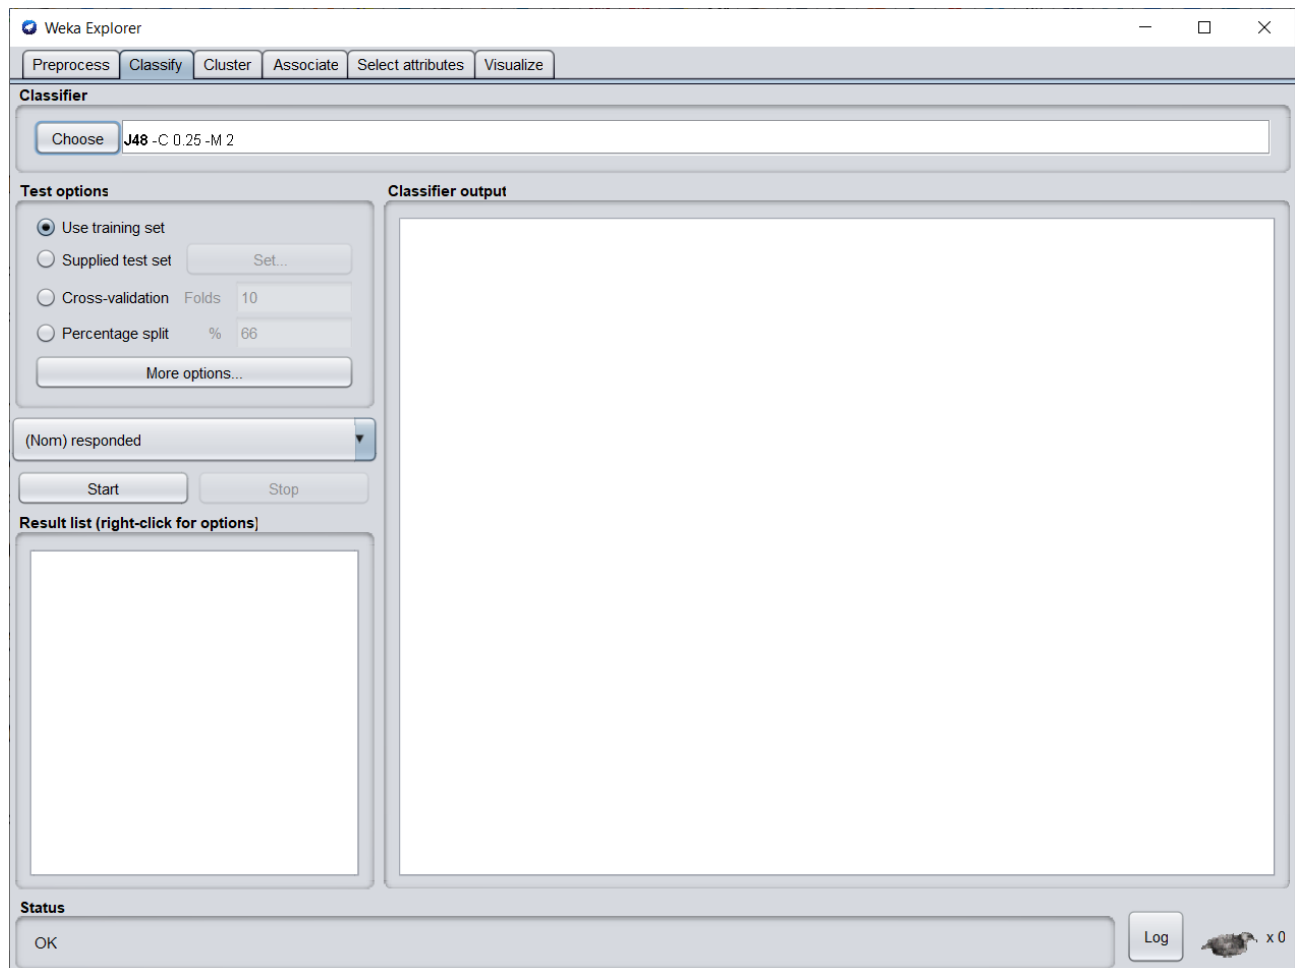 Weka Explorer
Preprocess Classify Cluster Associate Select attributes Visualize
Classifier
Choose J48 -C 0.25 -M 2
Test options
Use training set
Supplied test set Set...
Cross-validation Folds 10
Percentage split % 66
More options...
(Nom) responded
Start Stop
Result list (right-click for options)
Classifier output
Status
OK
Log x 0